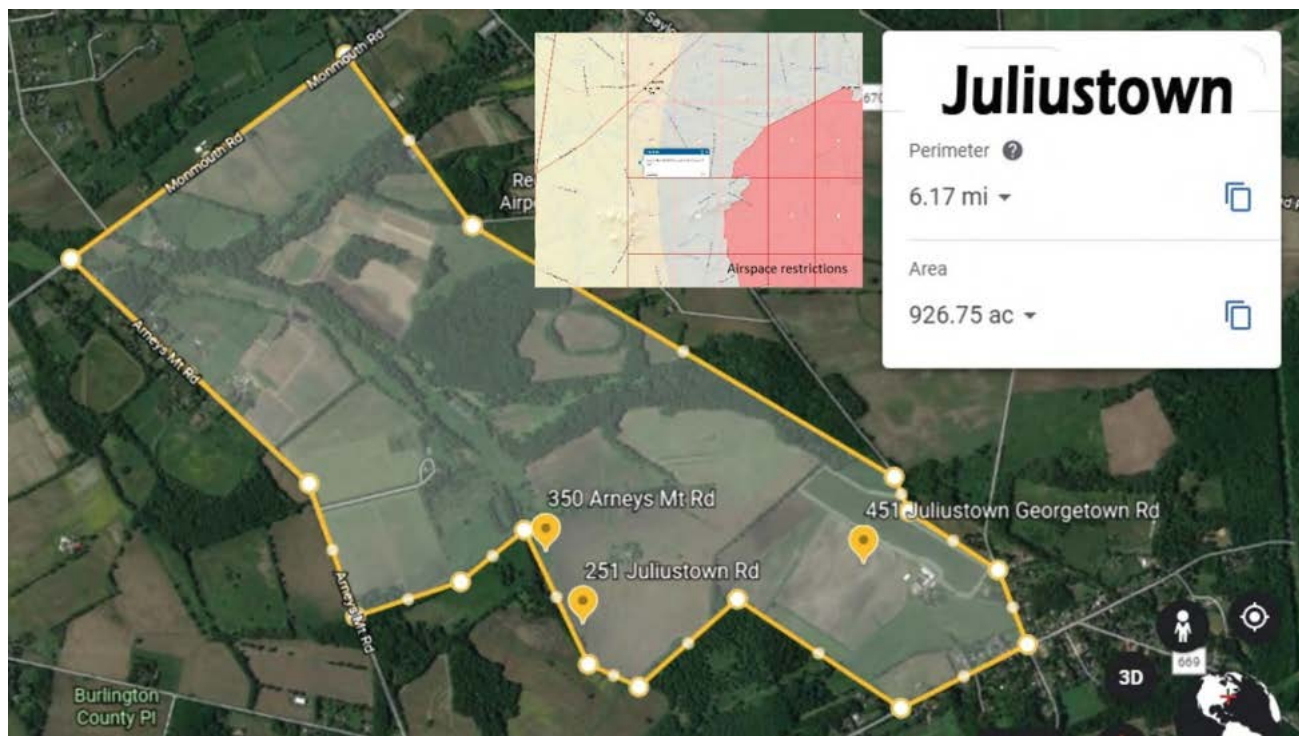 Monmouth Rd
Monmouth Rd
Arneys Mt Rd
Arneys Mt Rd
670
Airspace restrictions
Juliustown
Perimeter ?
6.17 mi
Area
926.75 ac
350 Arneys Mt Rd
251 Juliustown Rd
451 Juliustown Georgetown Rd
Burlington
County Pl
3D
669